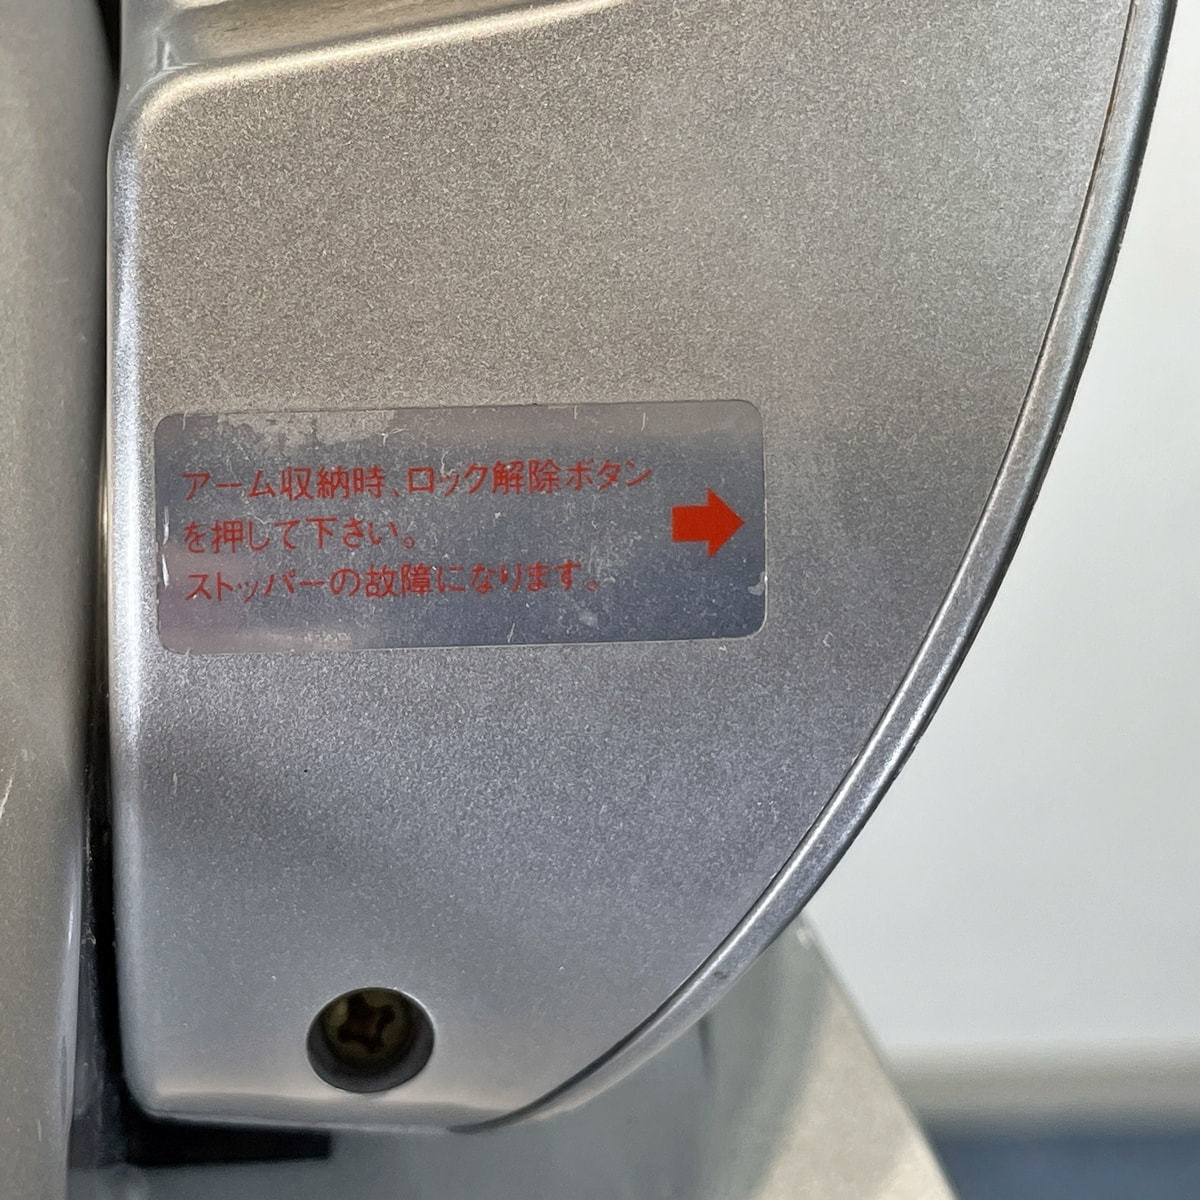 アーム収納時、ロック解除ボタン
を押して下さい。
ストッパーの故障になります。